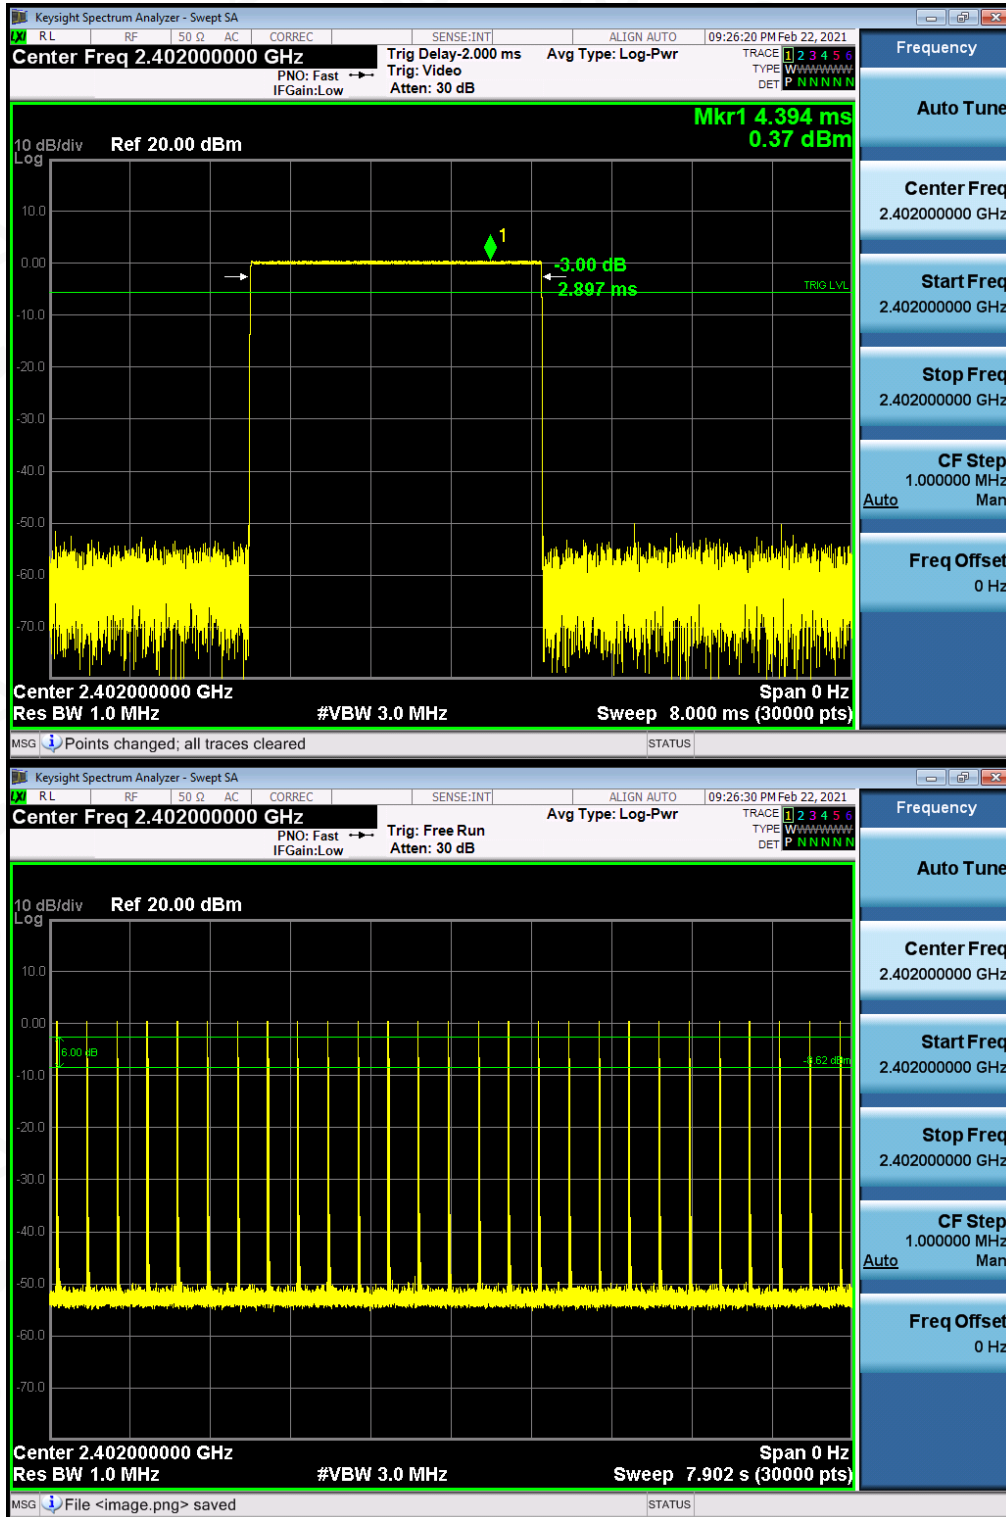 Keysight Spectrum Analyzer - Swept SA
LXI RL RF 50 Ω AC CORREC SENSE:INT ALIGN AUTO 09:26:20 PM Feb 22, 2021
Center Freq 2.402000000 GHz
PNO: Fast
IFGain:Low
Trig Delay-2.000 ms
Trig: Video
Atten: 30 dB
Avg Type: Log-Pwr
TRACE 1 2 3 4 5 6
TYPE WWWWWW
DET P N N N N N
Mkr1 4.394 ms
0.37 dBm
10 dB/div Ref 20.00 dBm
Log
10.0
1
0.00
-3.00 dB
2.897 ms
TRIG LVL
-10.0
-20.0
-30.0
-40.0
-50.0
-60.0
-70.0
Center 2.402000000 GHz Span 0 Hz
Res BW 1.0 MHz #VBW 3.0 MHz Sweep 8.000 ms (30000 pts)
MSG Points changed; all traces cleared STATUS
Frequency
Auto Tune
Center Freq
2.402000000 GHz
Start Freq
2.402000000 GHz
Stop Freq
2.402000000 GHz
CF Step
1.000000 MHz
Auto Man
Freq Offset
0 Hz
Keysight Spectrum Analyzer - Swept SA
LXI RL RF 50 Ω AC CORREC SENSE:INT ALIGN AUTO 09:26:30 PM Feb 22, 2021
Center Freq 2.402000000 GHz
PNO: Fast
IFGain:Low
Trig: Free Run
Atten: 30 dB
Avg Type: Log-Pwr
TRACE 1 2 3 4 5 6
TYPE WWWWWW
DET P N N N N N
10 dB/div Ref 20.00 dBm
Log
10.0
0.00
6.00 dB
-8.62 dBm
-10.0
-20.0
-30.0
-40.0
-50.0
-60.0
-70.0
Center 2.402000000 GHz Span 0 Hz
Res BW 1.0 MHz #VBW 3.0 MHz Sweep 7.902 s (30000 pts)
MSG File <image.png> saved STATUS
Frequency
Auto Tune
Center Freq
2.402000000 GHz
Start Freq
2.402000000 GHz
Stop Freq
2.402000000 GHz
CF Step
1.000000 MHz
Auto Man
Freq Offset
0 Hz